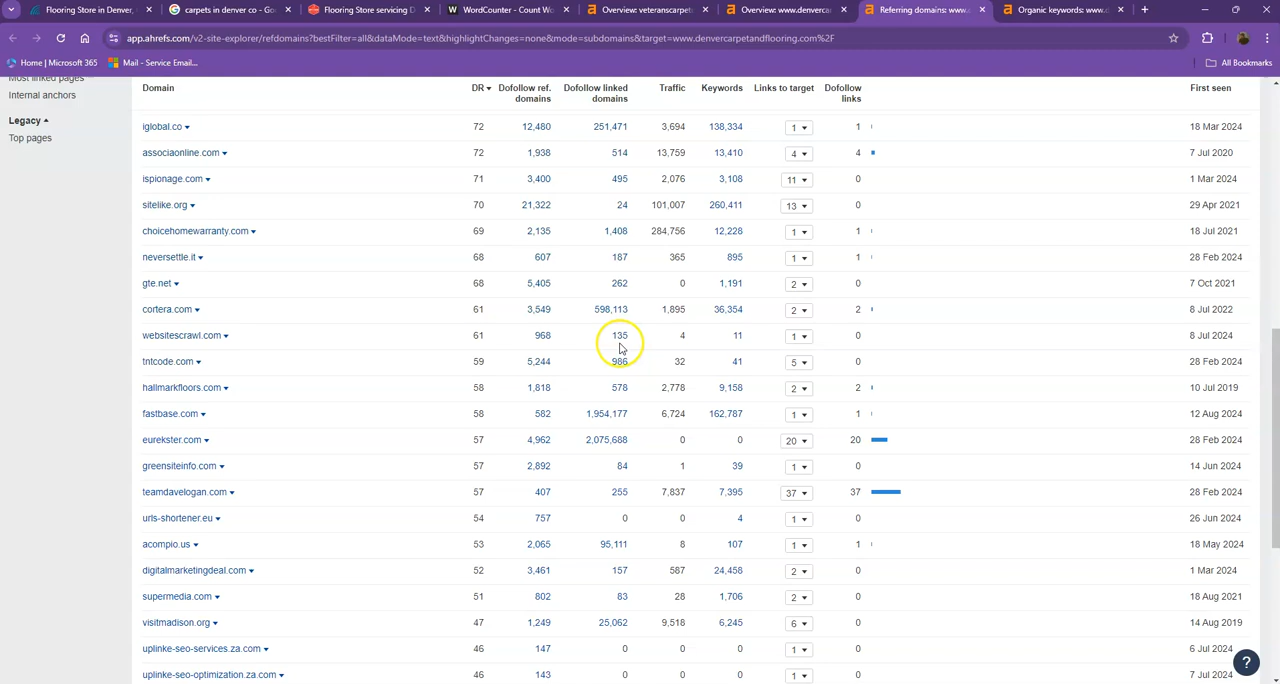 Flooring Store in Denver,
carpets in denver co - Goo
Flooring Store servicing D
WordCounter - Count Wo
Overview: veteranscarpet
Overview: www.denvercar
Referring domains: www.d
Organic keywords: www.d
app.ahrefs.com/v2-site-explorer/refdomains?bestFilter=all&dataMode=text&highlightChanges=none&mode=subdomains&target=www.denvercarpetandflooring.com%2F
Home | Microsoft 365
Mail - Service Email...
All Bookmarks
Most linked pages
Internal anchors
Legacy
Top pages
Domain DR Dofollow ref. domains Dofollow linked domains Traffic Keywords Links to target Dofollow links First seen
iglobal.co 72 12,480 251,471 3,694 138,334 1 1 18 Mar 2024
associaonline.com 72 1,938 514 13,759 13,410 4 4 7 Jul 2020
ispionage.com 71 3,400 495 2,076 3,108 11 0 1 Mar 2024
sitelike.org 70 21,322 24 101,007 260,411 13 0 29 Apr 2021
choicehomewarranty.com 69 2,135 1,408 284,756 12,228 1 1 18 Jul 2021
neversettle.it 68 607 187 365 895 1 1 28 Feb 2024
gte.net 68 5,405 262 0 1,191 2 0 7 Oct 2021
cortera.com 61 3,549 598,113 1,895 36,354 2 2 8 Jul 2022
websitescrawl.com 61 968 135 4 11 1 0 8 Jul 2024
tntcode.com 59 5,244 986 32 41 5 0 28 Feb 2024
hallmarkfloors.com 58 1,818 578 2,778 9,158 2 2 10 Jul 2019
fastbase.com 58 582 1,954,177 6,724 162,787 1 1 12 Aug 2024
eurekster.com 57 4,962 2,075,688 0 0 20 20 28 Feb 2024
greensiteinfo.com 57 2,892 84 1 39 1 0 14 Jun 2024
teamdavelogan.com 57 407 255 7,837 7,395 37 37 28 Feb 2024
urls-shortener.eu 54 757 0 0 4 1 0 26 Jun 2024
acompio.us 53 2,065 95,111 8 107 1 1 18 May 2024
digitalmarketingdeal.com 52 3,461 157 587 24,458 2 0 1 Mar 2024
supermedia.com 51 802 83 28 1,706 2 0 18 Aug 2021
visitmadison.org 47 1,249 25,062 9,518 6,245 6 0 14 Aug 2019
uplinke-seo-services.za.com 46 147 0 0 0 1 0 6 Jul 2024
uplinke-seo-optimization.za.com 46 143 0 0 0 1 0 7 Jul 2024
?